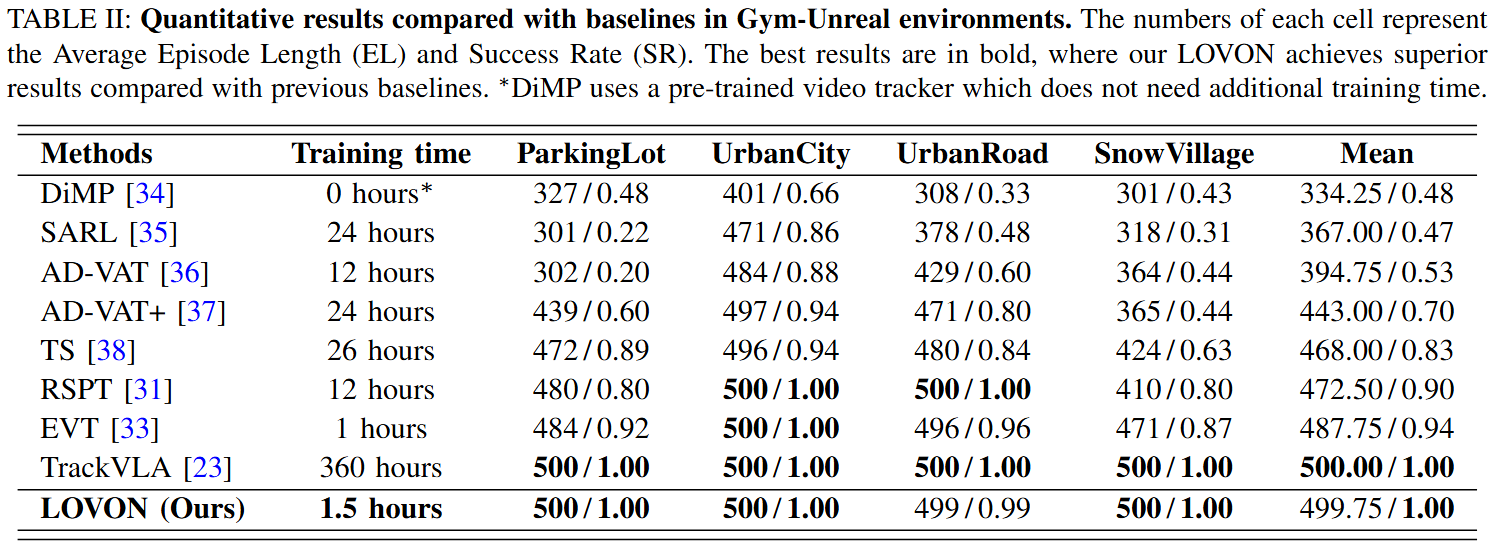 TABLE II: Quantitative results compared with baselines in Gym-Unreal environments. The numbers of each cell represent
the Average Episode Length (EL) and Success Rate (SR). The best results are in bold, where our LOVON achieves superior
results compared with previous baselines. *DiMP uses a pre-trained video tracker which does not need additional training time.
Methods Training time ParkingLot UrbanCity UrbanRoad SnowVillage Mean
DiMP [34] 0 hours* 327/0.48 401/0.66 308/0.33 301/0.43 334.25/0.48
SARL [35] 24 hours 301/0.22 471/0.86 378/0.48 318/0.31 367.00/0.47
AD-VAT [36] 12 hours 302/0.20 484/0.88 429/0.60 364/0.44 394.75/0.53
AD-VAT+ [37] 24 hours 439/0.60 497/0.94 471/0.80 365/0.44 443.00/0.70
TS [38] 26 hours 472/0.89 496/0.94 480/0.84 424/0.63 468.00/0.83
RSPT [31] 12 hours 480/0.80 500/1.00 500/1.00 410/0.80 472.50/0.90
EVT [33] 1 hours 484/0.92 500/1.00 496/0.96 471/0.87 487.75/0.94
TrackVLA [23] 360 hours 500/1.00 500/1.00 500/1.00 500/1.00 500.00/1.00
LOVON (Ours) 1.5 hours 500/1.00 500/1.00 499/0.99 500/1.00 499.75/1.00